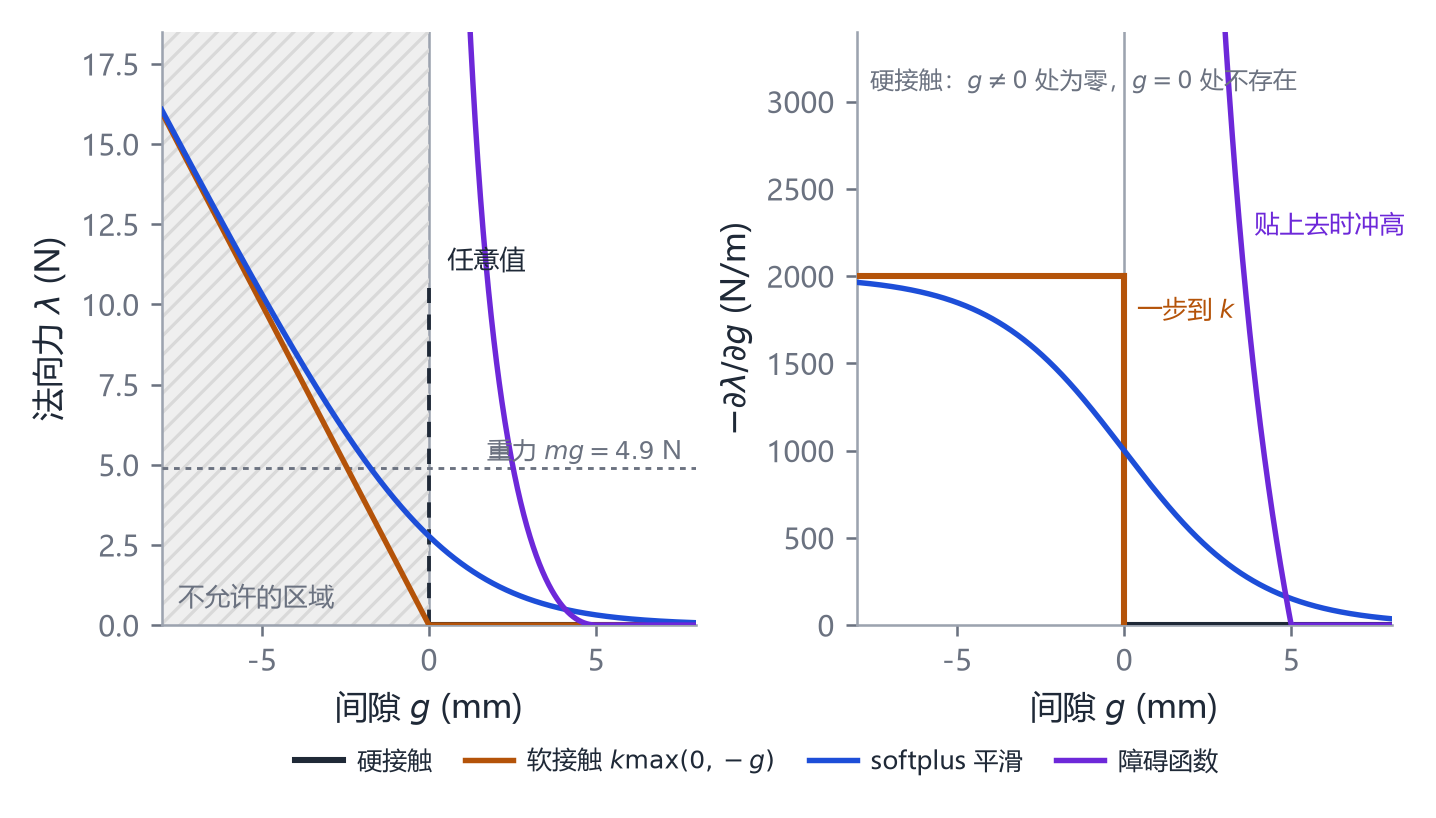 17.5
15.0
12.5
10.0
7.5
5.0
2.5
0.0
-5
0
5
法向力 λ (N)
间隙 g (mm)
任意值
重力 mg = 4.9 N
不允许的区域
3000
2500
2000
1500
1000
500
0
-5
0
5
−∂λ/∂g (N/m)
间隙 g (mm)
硬接触：g ≠ 0 处为零，g = 0 处不存在
贴上去时冲高
一步到 k
硬接触
软接触 kmax(0, − g)
softplus 平滑
障碍函数